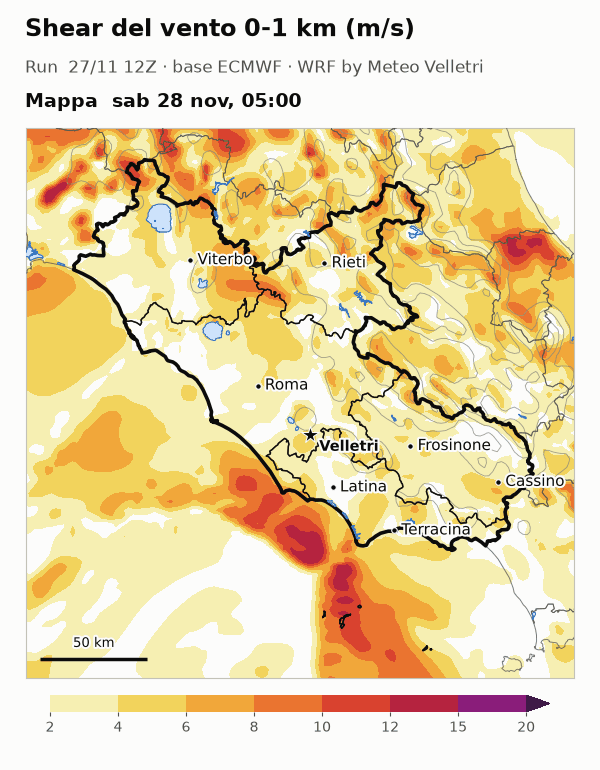 Shear del vento 0-1 km (m/s)
Run  27/11 12Z · base ECMWF · WRF by Meteo Velletri
Mappa  sab 28 nov, 05:00
Viterbo
Rieti
Roma
Velletri
Frosinone
Latina
Cassino
Terracina
50 km
2 4 6 8 10 12 15 20